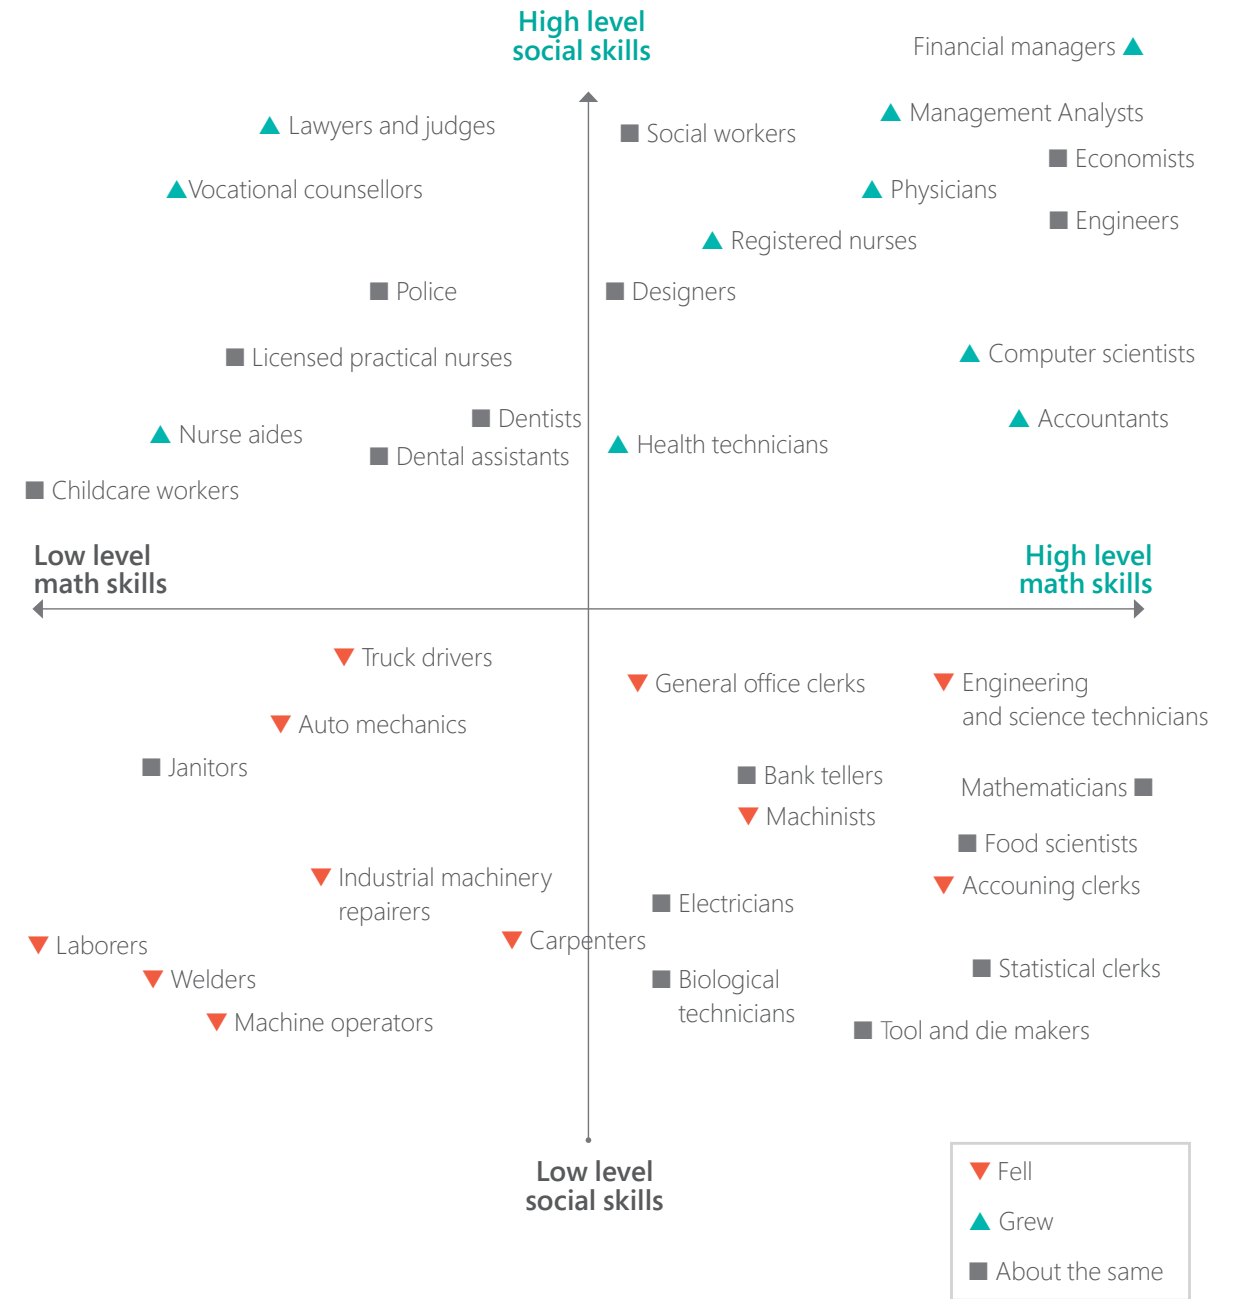 High level
social skills
Financial managers
Lawyers and judges
Social workers
Management Analysts
Economists
Vocational counsellors
Physicians
Engineers
Registered nurses
Police
Designers
Licensed practical nurses
Computer scientists
Dentists
Accountants
Nurse aides
Dental assistants
Health technicians
Childcare workers
Low level
math skills
High level
math skills
Truck drivers
General office clerks
Engineering
and science technicians
Auto mechanics
Janitors
Bank tellers
Mathematicians
Machinists
Food scientists
Industrial machinery
repairers
Accouning clerks
Electricians
Laborers
Carpenters
Welders
Biological
technicians
Statistical clerks
Machine operators
Tool and die makers
Low level
social skills
Fell
Grew
About the same